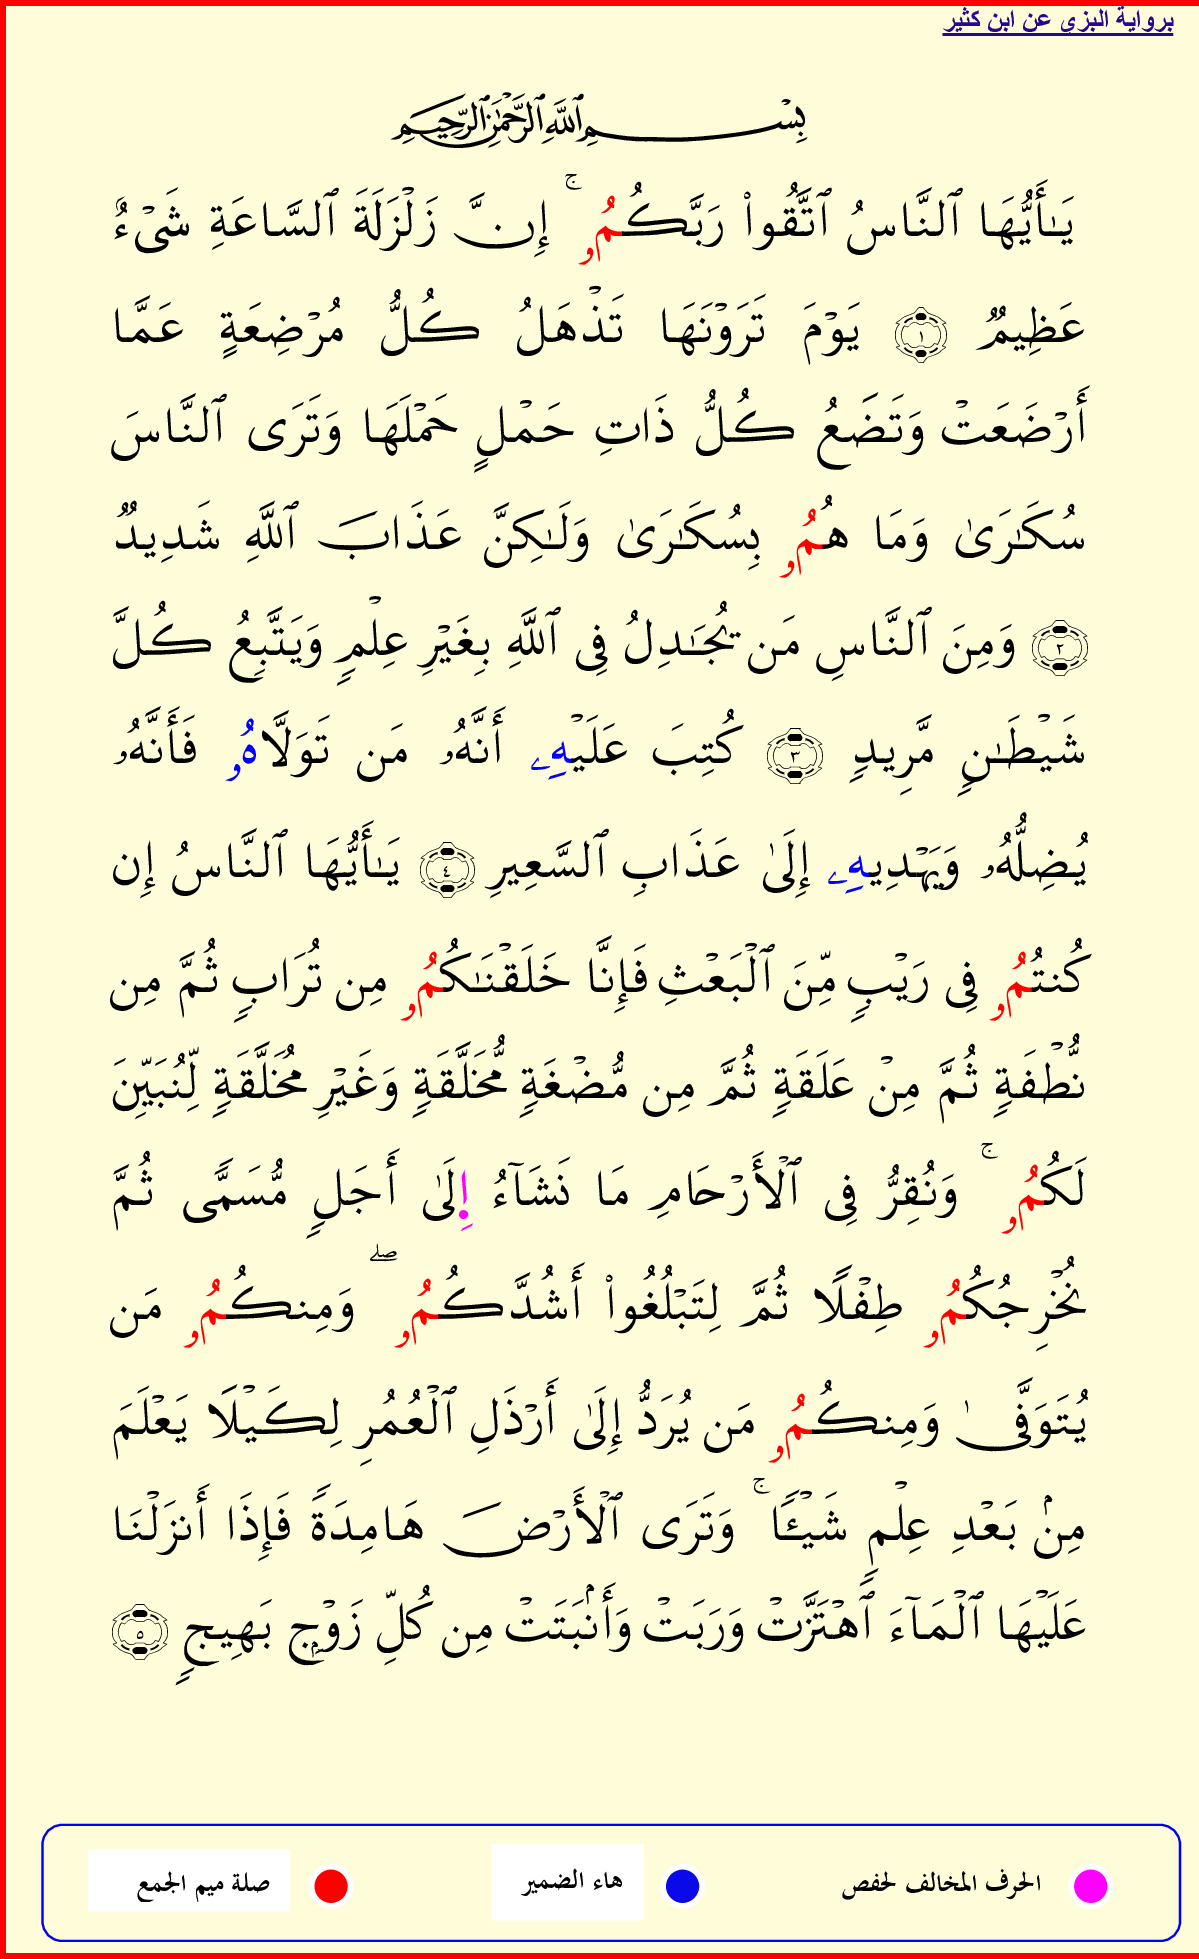 برواية البزى عن ابن كثير
بِسْمِ ٱللَّهِ ٱلرَّحْمَٰنِ ٱلرَّحِيمِ
يَـٰٓأَيُّهَا ٱلنَّاسُ ٱتَّقُوا۟ رَبَّكُمُۥ ۚ إِنَّ زَلْزَلَةَ ٱلسَّاعَةِ شَىْءٌ
عَظِيمٌ ١ يَوْمَ تَرَوْنَهَا تَذْهَلُ كُلُّ مُرْضِعَةٍ عَمَّا
أَرْضَعَتْ وَتَضَعُ كُلُّ ذَاتِ حَمْلٍ حَمْلَهَا وَتَرَى ٱلنَّاسَ
سُكَـٰرَىٰ وَمَا هُمُۥ بِسُكَـٰرَىٰ وَلَـٰكِنَّ عَذَابَ ٱللَّهِ شَدِيدٌ
٢ وَمِنَ ٱلنَّاسِ مَن يُجَـٰدِلُ فِى ٱللَّهِ بِغَيْرِ عِلْمٍ وَيَتَّبِعُ كُلَّ
شَيْطَـٰنٍ مَّرِيدٍ ٣ كُتِبَ عَلَيْهِۦ أَنَّهُۥ مَن تَوَلَّاهُۥ فَأَنَّهُۥ
يُضِلُّهُۥ وَيَهْدِيهِۦ إِلَىٰ عَذَابِ ٱلسَّعِيرِ ٤ يَـٰٓأَيُّهَا ٱلنَّاسُ إِن
كُنتُمُۥ فِى رَيْبٍ مِّنَ ٱلْبَعْثِ فَإِنَّا خَلَقْنَـٰكُمُۥ مِن تُرَابٍ ثُمَّ مِن
نُّطْفَةٍ ثُمَّ مِنْ عَلَقَةٍ ثُمَّ مِن مُّضْغَةٍ مُّخَلَّقَةٍ وَغَيْرِ مُخَلَّقَةٍ لِّنُبَيِّنَ
لَكُمُۥ ۚ وَنُقِرُّ فِى ٱلْأَرْحَامِ مَا نَشَآءُ إِلَىٰ أَجَلٍ مُّسَمًّى ثُمَّ
نُخْرِجُكُمُۥ طِفْلًا ثُمَّ لِتَبْلُغُوا۟ أَشُدَّكُمُۥ ۖ وَمِنكُمُۥ مَن
يُتَوَفَّىٰ وَمِنكُمُۥ مَن يُرَدُّ إِلَىٰ أَرْذَلِ ٱلْعُمُرِ لِكَيْلَا يَعْلَمَ
مِنۢ بَعْدِ عِلْمٍ شَيْـًٔا ۚ وَتَرَى ٱلْأَرْضَ هَامِدَةً فَإِذَا أَنزَلْنَا
عَلَيْهَا ٱلْمَآءَ ٱهْتَزَّتْ وَرَبَتْ وَأَنۢبَتَتْ مِن كُلِّ زَوْجٍ بَهِيجٍ ٥
الحرف المخالف لحفص هاء الضمير صلة ميم الجمع